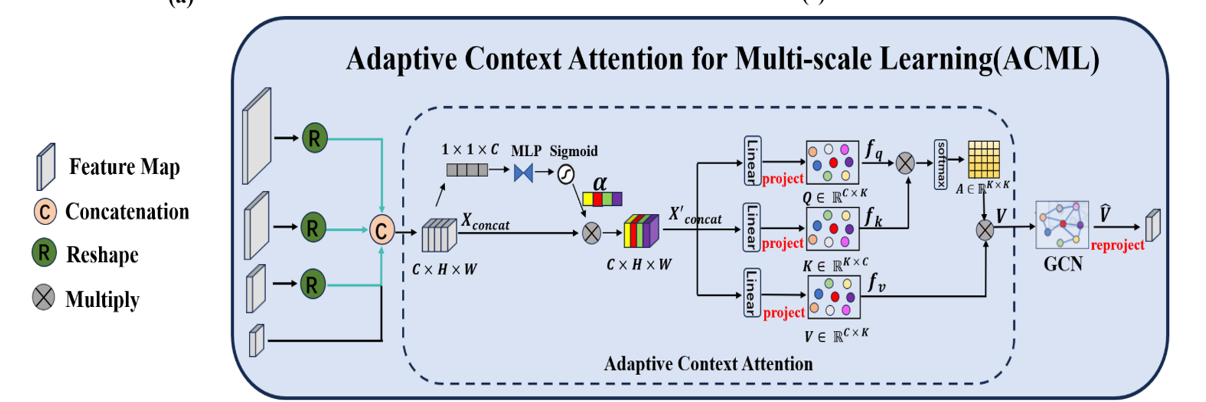 (a)
Adaptive Context Attention for Multi-scale Learning(ACML)
Feature Map
C Concatenation
R Reshape
Multiply
R
R
R
C
1 × 1 × C MLP Sigmoid
α
X_concat
C × H × W
X'_concat
C × H × W
Linear
project
f_q
Q ∈ ℝ^{C×K}
softmax
A ∈ ℝ^{K×K}
Linear
project
f_k
K ∈ ℝ^{K×C}
Linear
project
f_v
V ∈ ℝ^{C×K}
V
GCN
V̂
reproject
Adaptive Context Attention